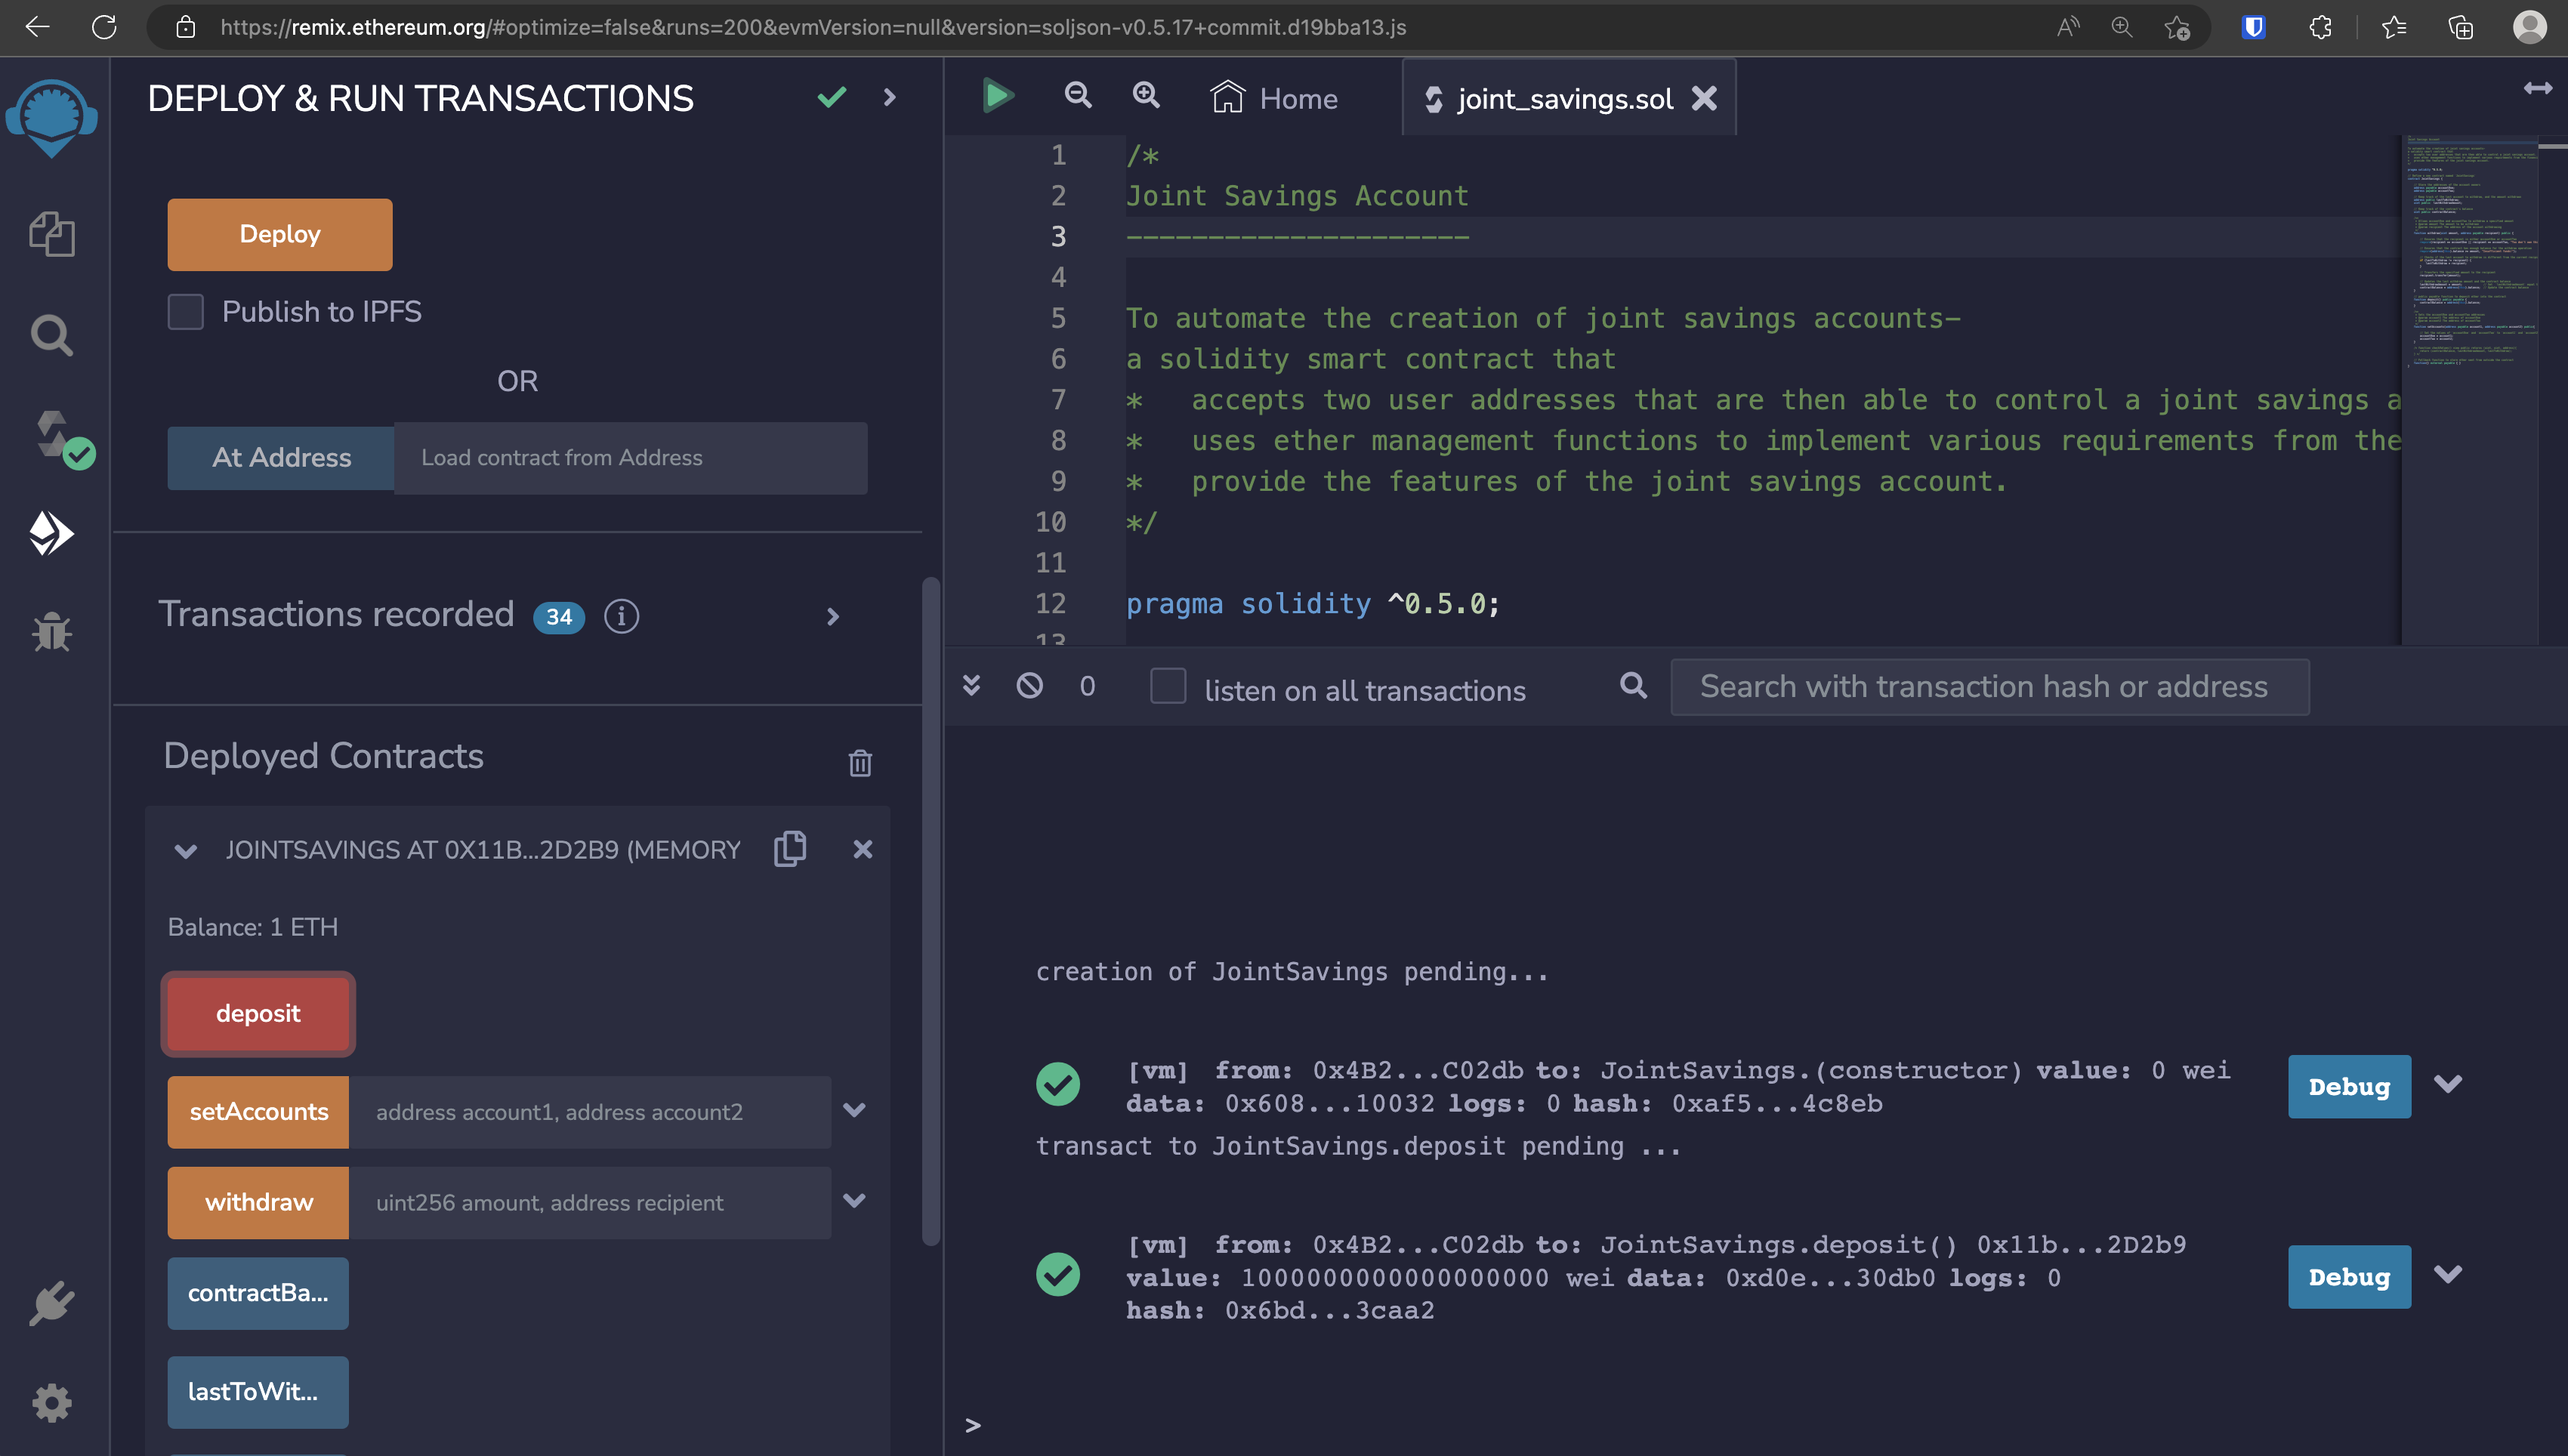 https://remix.ethereum.org/#optimize=false&runs=200&evmVersion=null&version=soljson-v0.5.17+commit.d19bba13.js
DEPLOY & RUN TRANSACTIONS
Deploy
Publish to IPFS
OR
At Address Load contract from Address
Transactions recorded 34 i
Deployed Contracts
JOINTSAVINGS AT 0X11B...2D2B9 (MEMORY
Balance: 1 ETH
deposit
setAccounts address account1, address account2
withdraw uint256 amount, address recipient
contractBa...
lastToWit...
Home
joint_savings.sol
1 /*
2 Joint Savings Account
3 ---------------------
4
5 To automate the creation of joint savings accounts-
6 a solidity smart contract that
7 * accepts two user addresses that are then able to control a joint savings a
8 * uses ether management functions to implement various requirements from the
9 * provide the features of the joint savings account.
10 */
11
12 pragma solidity ^0.5.0;
13
0 listen on all transactions Search with transaction hash or address
creation of JointSavings pending...
[vm] from: 0x4B2...C02db to: JointSavings.(constructor) value: 0 wei
data: 0x608...10032 logs: 0 hash: 0xaf5...4c8eb
Debug
transact to JointSavings.deposit pending ...
[vm] from: 0x4B2...C02db to: JointSavings.deposit() 0x11b...2D2b9
value: 1000000000000000000 wei data: 0xd0e...30db0 logs: 0
hash: 0x6bd...3caa2
Debug
>